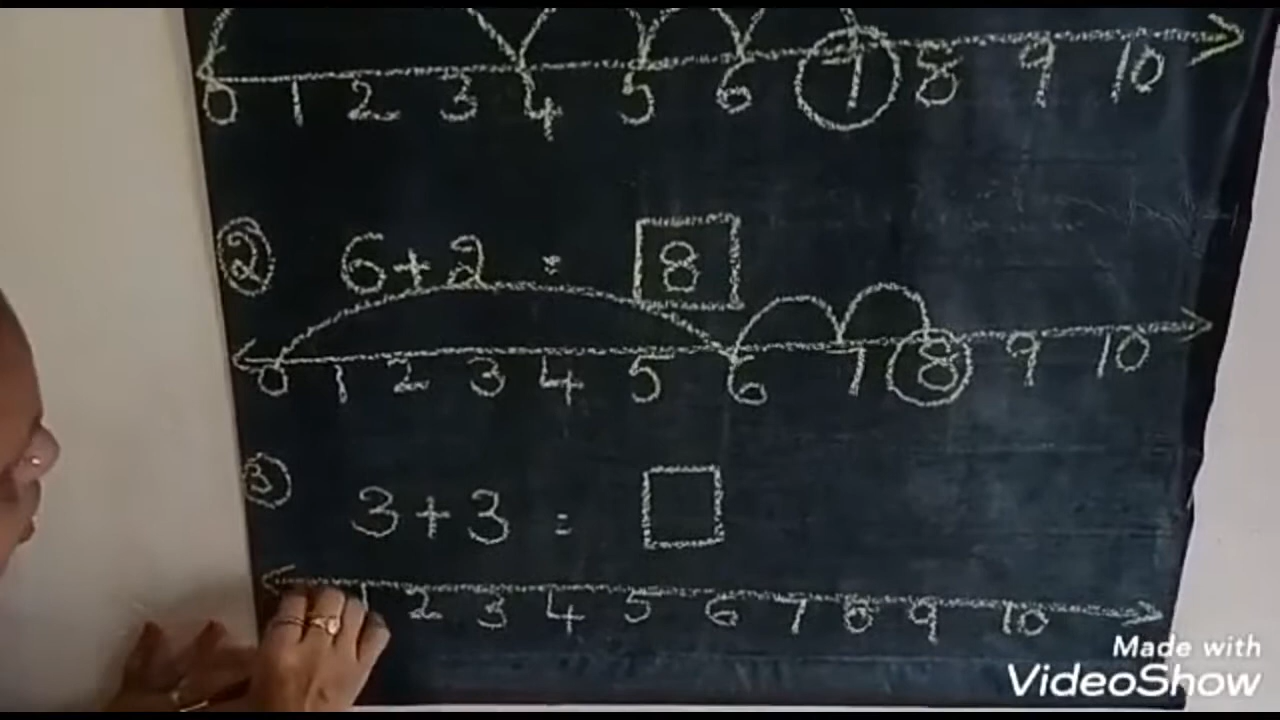 0 1 2 3 4 5 6 7 8 9 10
② 6+2 = 8
0 1 2 3 4 5 6 7 8 9 10
③ 3+3 =
1 2 3 4 5 6 7 8 9 10
Made with
VideoShow